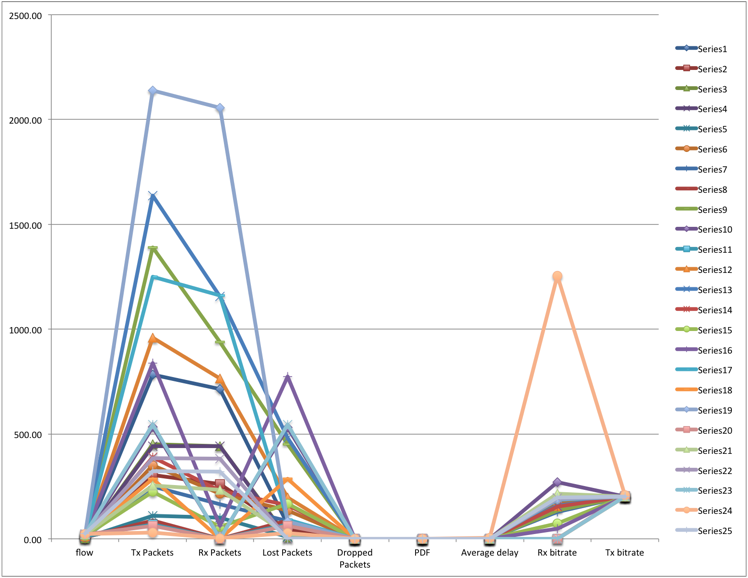 2500.00
2000.00
1500.00
1000.00
500.00
0.00
flow
Tx Packets
Rx Packets
Lost Packets
Dropped
Packets
PDF
Average delay
Rx bitrate
Tx bitrate
Series1
Series2
Series3
Series4
Series5
Series6
Series7
Series8
Series9
Series10
Series11
Series12
Series13
Series14
Series15
Series16
Series17
Series18
Series19
Series20
Series21
Series22
Series23
Series24
Series25